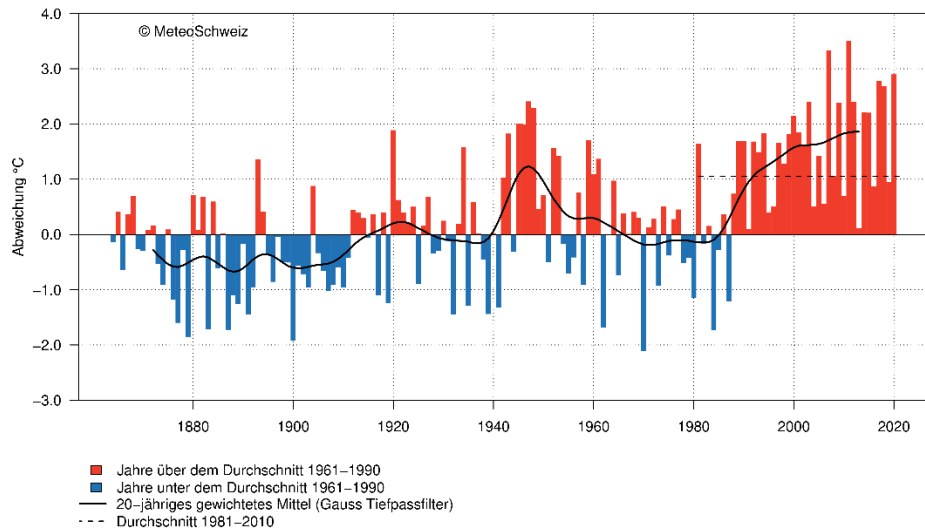 © MeteoSchweiz
Abweichung °C
4.0
3.0
2.0
1.0
0.0
−1.0
−2.0
−3.0
1880
1900
1920
1940
1960
1980
2000
2020
Jahre über dem Durchschnitt 1961−1990
Jahre unter dem Durchschnitt 1961−1990
20−jähriges gewichtetes Mittel (Gauss Tiefpassfilter)
Durchschnitt 1981−2010